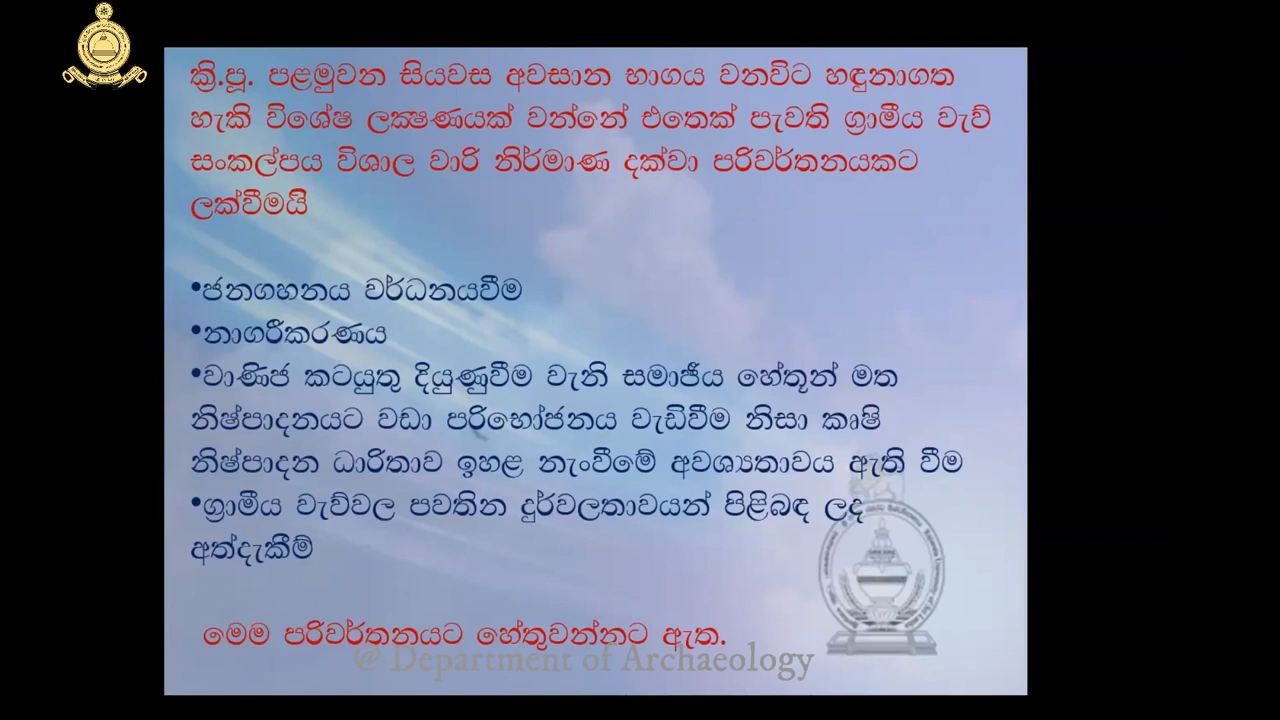 ක්‍රි.පූ. පළමුවන සියවස අවසාන භාගය වනවිට හඳුනාගත
හැකි විශේෂ ලක්‍ෂණයක් වන්නේ එතෙක් පැවති ග්‍රාමීය වැව්
සංකල්පය විශාල වාරි නිර්මාණ දක්වා පරිවර්තනයකට
ලක්වීමයි
•ජනගහනය වර්ධනයවීම
•නාගරීකරණය
•වාණිජ කටයුතු දියුණුවීම වැනි සමාජීය හේතූන් මත
නිෂ්පාදනයට වඩා පරිභෝජනය වැඩිවීම නිසා කෘෂි
නිෂ්පාදන ධාරිතාව ඉහළ නැංවීමේ අවශ්‍යතාවය ඇති වීම
•ග්‍රාමීය වැව්වල පවතින දුර්වලතාවයන් පිළිබඳ ලද
අත්දැකීම්
මෙම පරිවර්තනයට හේතුවන්නට ඇත.
@ Department of Archaeology